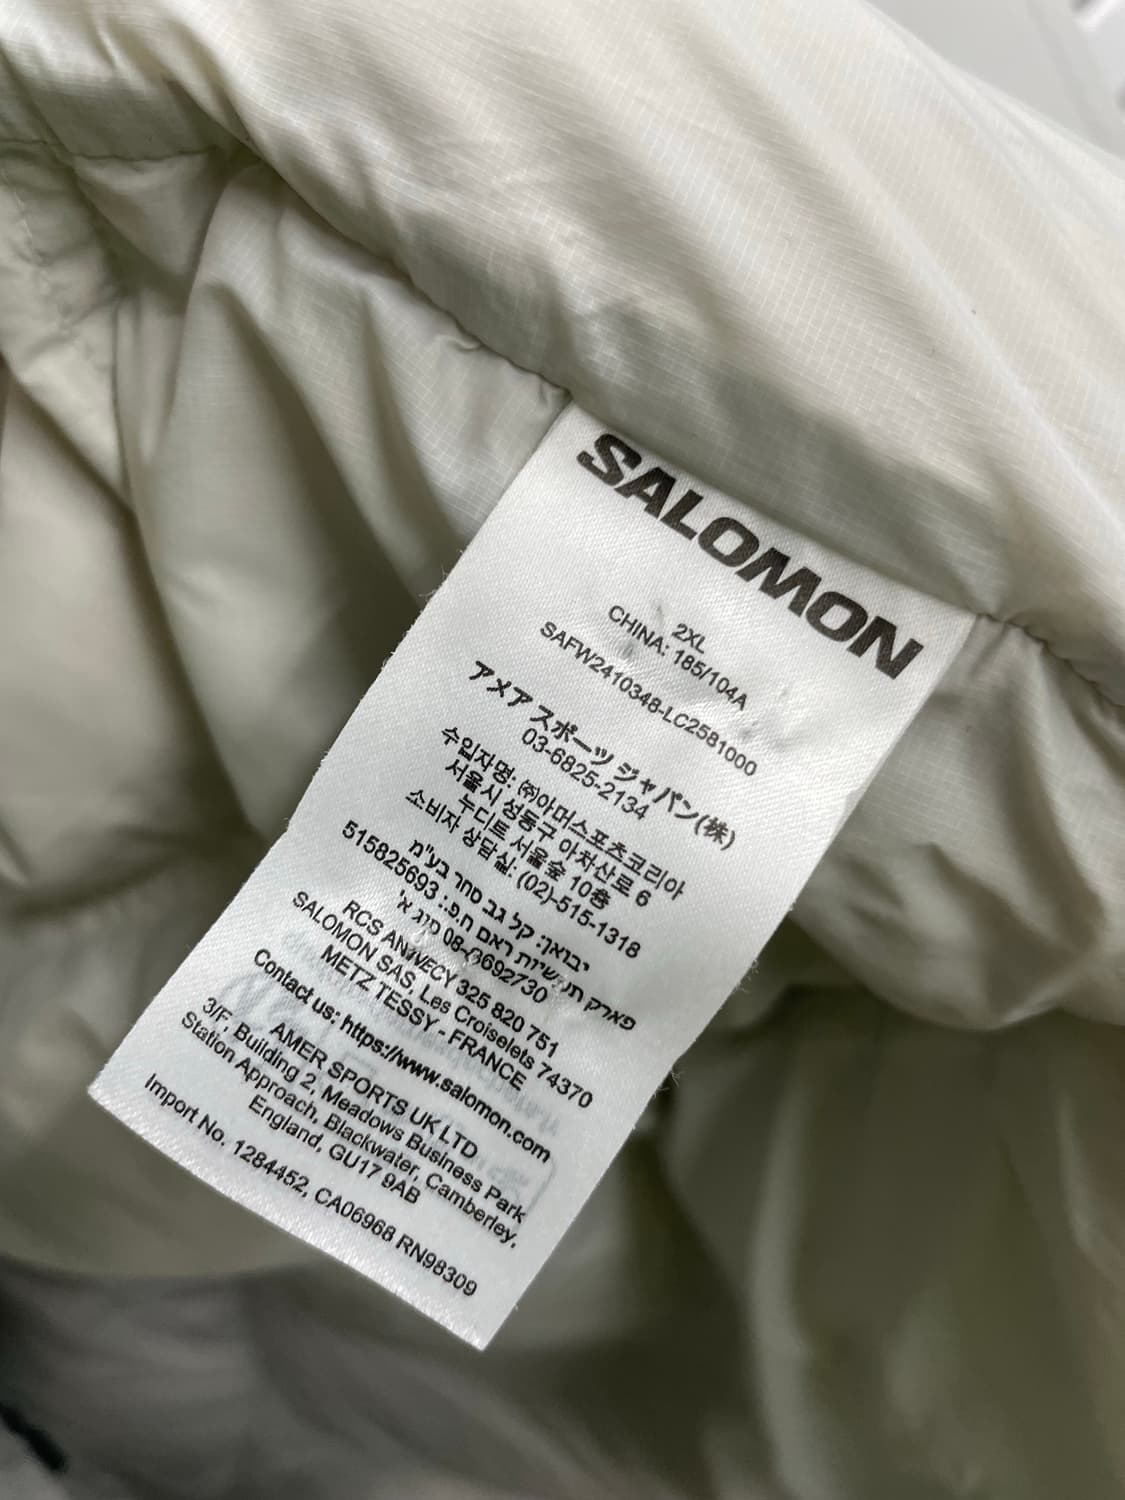 SALOMON
2XL
CHINA: 185/104A
SAFW2410348-LC2581000
アメア スポーツ ジャパン(株)
03-6825-2134
수입자명: ㈜아머스포츠코리아
서울시 성동구 아차산로 6
누디트 서울숲 10층
소비자 상담실: (02)-515-1318
יבואן: קל גב סחר בע"מ
515825693 :.פארק תעשיות ראם ח.פ
08-8692730 'סיווג א
RCS ANNECY 325 820 751
SALOMON SAS, Les Croiselets 74370
METZ TESSY - FRANCE
Contact us: https://www.salomon.com
AMER SPORTS UK LTD
3/F, Building 2, Meadows Business Park
Station Approach, Blackwater, Camberley,
England, GU17 9AB
Import No. 1284452, CA06968 RN98309